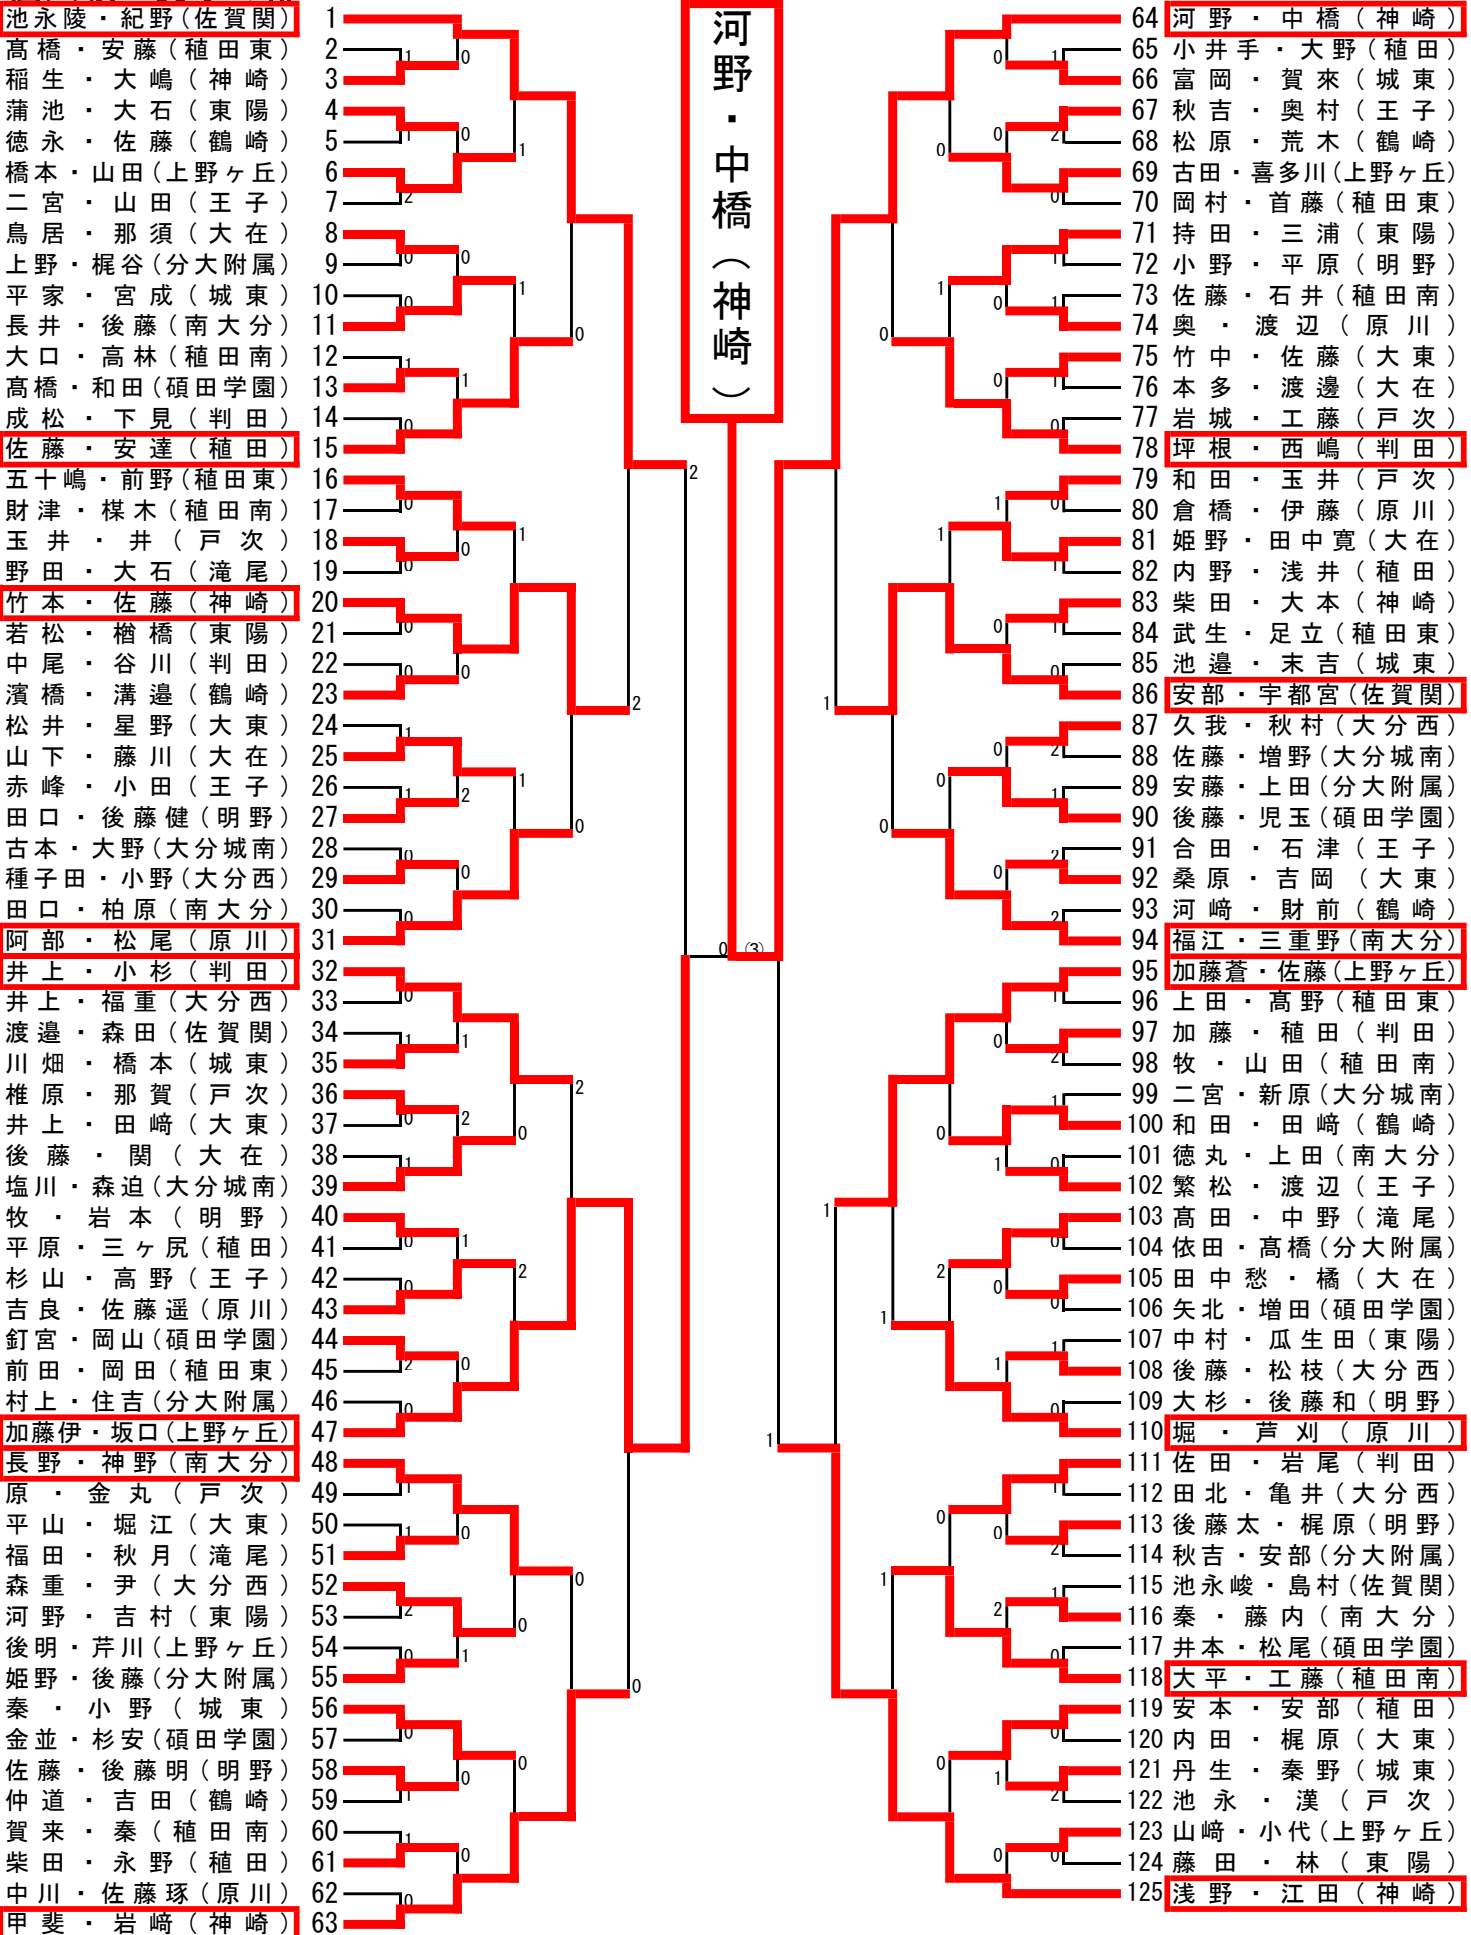 池永陵・紀野(佐賀関) 1
髙橋・安藤(稙田東) 2
稲生・大嶋(神崎) 3
蒲池・大石(東陽) 4
徳永・佐藤(鶴崎) 5
橋本・山田(上野ヶ丘) 6
二宮・山田(王子) 7
鳥居・那須(大在) 8
上野・梶谷(分大附属) 9
平家・宮成(城東) 10
長井・後藤(南大分) 11
大口・高林(稙田南) 12
髙橋・和田(碩田学園) 13
成松・下見(判田) 14
佐藤・安達(稙田) 15
五十嶋・前野(稙田東) 16
財津・楳木(稙田南) 17
玉井・井(戸次) 18
野田・大石(滝尾) 19
竹本・佐藤(神崎) 20
若松・楢橋(東陽) 21
中尾・谷川(判田) 22
濱橋・溝邉(鶴崎) 23
松井・星野(大東) 24
山下・藤川(大在) 25
赤峰・小田(王子) 26
田口・後藤健(明野) 27
古本・大野(大分城南) 28
種子田・小野(大分西) 29
田口・柏原(南大分) 30
阿部・松尾(原川) 31
井上・小杉(判田) 32
井上・福重(大分西) 33
渡邉・森田(佐賀関) 34
川畑・橋本(城東) 35
椎原・那賀(戸次) 36
井上・田﨑(大東) 37
後藤・関(大在) 38
塩川・森迫(大分城南) 39
牧・岩本(明野) 40
平原・三ヶ尻(稙田) 41
杉山・高野(王子) 42
吉良・佐藤遥(原川) 43
釘宮・岡山(碩田学園) 44
前田・岡田(稙田東) 45
村上・住吉(分大附属) 46
加藤伊・坂口(上野ヶ丘) 47
長野・神野(南大分) 48
原・金丸(戸次) 49
平山・堀江(大東) 50
福田・秋月(滝尾) 51
森重・尹(大分西) 52
河野・吉村(東陽) 53
後明・芹川(上野ヶ丘) 54
姫野・後藤(分大附属) 55
秦・小野(城東) 56
金並・杉安(碩田学園) 57
佐藤・後藤明(明野) 58
仲道・吉田(鶴崎) 59
賀来・秦(稙田南) 60
柴田・永野(稙田) 61
中川・佐藤琢(原川) 62
甲斐・岩﨑(神崎) 63
河野・中橋(神崎)
2
0 (3)
64 河野・中橋(神崎)
65 小井手・大野(稙田)
66 富岡・賀來(城東)
67 秋吉・奥村(王子)
68 松原・荒木(鶴崎)
69 古田・喜多川(上野ヶ丘)
70 岡村・首藤(稙田東)
71 持田・三浦(東陽)
72 小野・平原(明野)
73 佐藤・石井(稙田南)
74 奥・渡辺(原川)
75 竹中・佐藤(大東)
76 本多・渡邊(大在)
77 岩城・工藤(戸次)
78 坪根・西嶋(判田)
79 和田・玉井(戸次)
80 倉橋・伊藤(原川)
81 姫野・田中寛(大在)
82 内野・浅井(稙田)
83 柴田・大本(神崎)
84 武生・足立(稙田東)
85 池邉・末吉(城東)
86 安部・宇都宮(佐賀関)
87 久我・秋村(大分西)
88 佐藤・増野(大分城南)
89 安藤・上田(分大附属)
90 後藤・児玉(碩田学園)
91 合田・石津(王子)
92 桑原・吉岡(大東)
93 河﨑・財前(鶴崎)
94 福江・三重野(南大分)
95 加藤蒼・佐藤(上野ヶ丘)
96 上田・髙野(稙田東)
97 加藤・稙田(判田)
98 牧・山田(稙田南)
99 二宮・新原(大分城南)
100 和田・田﨑(鶴崎)
101 徳丸・上田(南大分)
102 繁松・渡辺(王子)
103 髙田・中野(滝尾)
104 依田・髙橋(分大附属)
105 田中愁・橘(大在)
106 矢北・増田(碩田学園)
107 中村・瓜生田(東陽)
108 後藤・松枝(大分西)
109 大杉・後藤和(明野)
110 堀・芦刈(原川)
111 佐田・岩尾(判田)
112 田北・亀井(大分西)
113 後藤太・梶原(明野)
114 秋吉・安部(分大附属)
115 池永峻・島村(佐賀関)
116 秦・藤内(南大分)
117 井本・松尾(碩田学園)
118 大平・工藤(稙田南)
119 安本・安部(稙田)
120 内田・梶原(大東)
121 丹生・秦野(城東)
122 池永・漢(戸次)
123 山﨑・小代(上野ヶ丘)
124 藤田・林(東陽)
125 浅野・江田(神崎)